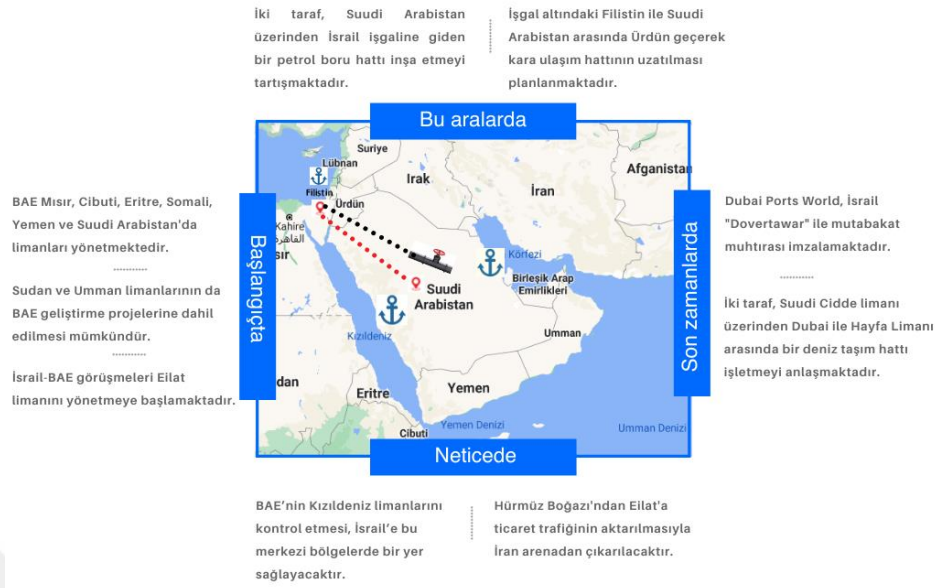 İki taraf, Suudi Arabistan
üzerinden İsrail işgaline giden
bir petrol boru hattı inşa etmeyi
tartışmaktadır.
İşgal altındaki Filistin ile Suudi
Arabistan arasında Ürdün geçerek
kara ulaşım hattının uzatılması
planlanmaktadır.
Bu aralarda
BAE Mısır, Cibuti, Eritre, Somali,
Yemen ve Suudi Arabistan'da
limanları yönetmektedir.
Sudan ve Umman limanlarının da
BAE geliştirme projelerine dahil
edilmesi mümkündür.
İsrail-BAE görüşmeleri Eilat
limanını yönetmeye başlamaktadır.
Başlangıçta
Suriye
Lübnan
Irak
İran
Afganistan
Filistin
Ürdün
Kahire
القاهرة
sır
Körfezi
Birleşik Arap
Emirlikleri
Suudi
Arabistan
Kızıldeniz
Umman
dan
Eritre
Yemen
Cibuti
Yemen Denizi
Umman Denizi
Son zamanlarda
Dubai Ports World, İsrail
"Dovertawar" ile mutabakat
muhtırası imzalamaktadır.
İki taraf, Suudi Cidde limanı
üzerinden Dubai ile Hayfa Limanı
arasında bir deniz taşım hattı
işletmeyi anlaşmaktadır.
Neticede
BAE’nin Kızıldeniz limanlarını
kontrol etmesi, İsrail’e bu
merkezi bölgelerde bir yer
sağlayacaktır.
Hürmüz Boğazı'ndan Eilat'a
ticaret trafiğinin aktarılmasıyla
İran arenadan çıkarılacaktır.